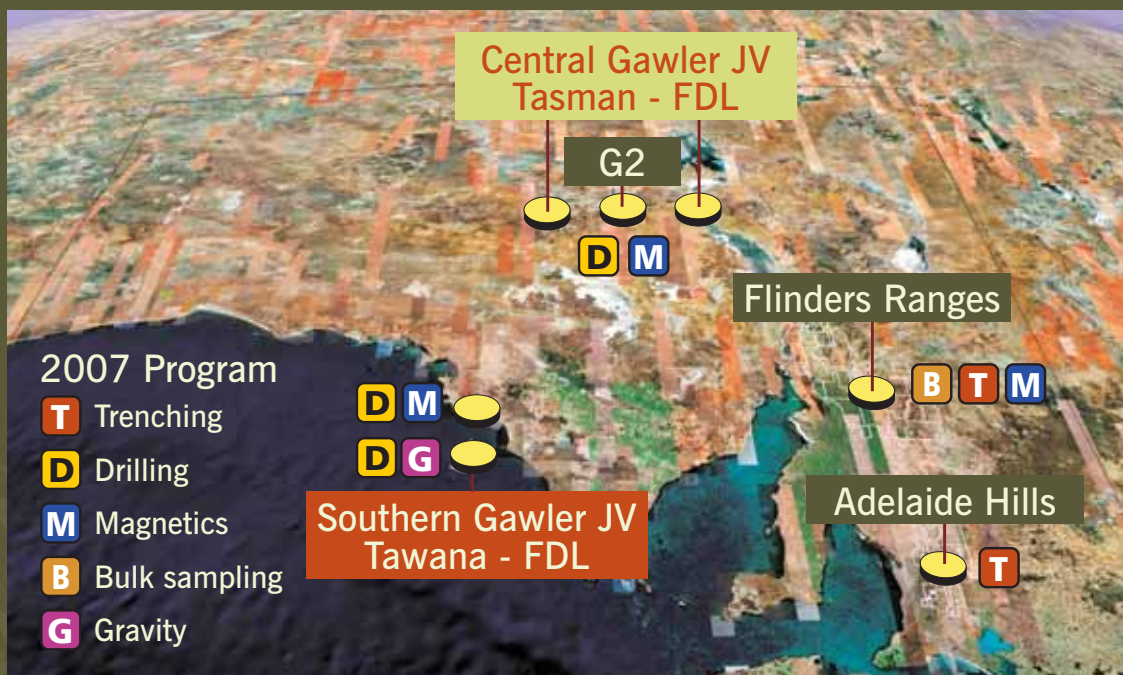 Central Gawler JV
Tasman - FDL
G2
D M
Flinders Ranges
B T M
2007 Program
T Trenching
D Drilling
M Magnetics
B Bulk sampling
G Gravity
D M
D G
Southern Gawler JV
Tawana - FDL
Adelaide Hills
T